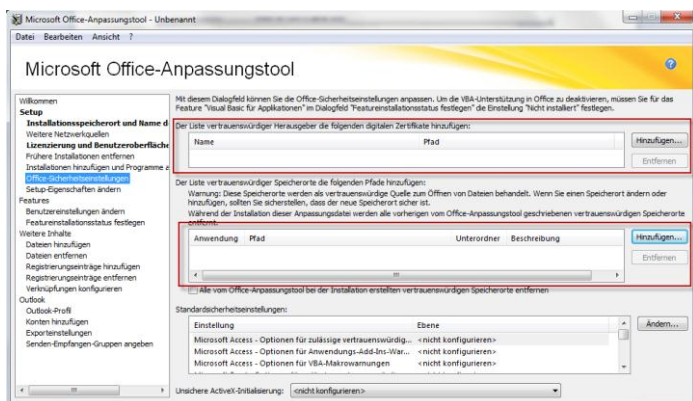 Microsoft Office-Anpassungstool - Unbenannt
Datei Bearbeiten Ansicht ?
Microsoft Office-Anpassungstool
Willkommen
Setup
Installationsspeicherort und Name d
Weitere Netzwerkquellen
Lizenzierung und Benutzeroberfläche
Frühere Installationen entfernen
Installationen hinzufügen und Programme a
Office-Sicherheitseinstellungen
Setup-Eigenschaften ändern
Features
Benutzereinstellungen ändern
Featureinstallationsstatus festlegen
Weitere Inhalte
Dateien hinzufügen
Dateien entfernen
Registrierungseinträge hinzufügen
Registrierungseinträge entfernen
Verknüpfungen konfigurieren
Outlook
Outlook-Profil
Konten hinzufügen
Exporteinstellungen
Senden-Empfangen-Gruppen angeben
Mit diesem Dialogfeld können Sie die Office-Sicherheitseinstellungen anpassen. Um die VBA-Unterstützung in Office zu deaktivieren, müssen Sie für das
Feature "Visual Basic für Applikationen" im Dialogfeld "Featureinstallationsstatus festlegen" die Einstellung "Nicht installiert" festlegen.
Der Liste vertrauenswürdiger Herausgeber die folgenden digitalen Zertifikate hinzufügen:
Name Pfad
Hinzufügen...
Entfernen
Der Liste vertrauenswürdiger Speicherorte die folgenden Pfade hinzufügen:
Warnung: Diese Speicherorte werden als vertrauenswürdige Quelle zum Öffnen von Dateien behandelt. Wenn Sie einen Speicherort ändern oder
hinzufügen, sollten Sie sicherstellen, dass der neue Speicherort sicher ist.
Während der Installation dieser Anpassungsdatei werden alle vorherigen vom Office-Anpassungstool geschriebenen vertrauenswürdigen Speicherorte
entfernt.
Anwendung Pfad Unterordner Beschreibung
Hinzufügen...
Entfernen
Alle vom Office-Anpassungstool bei der Installation erstellten vertrauenswürdigen Speicherorte entfernen
Standardsicherheitseinstellungen:
Einstellung Ebene
Ändern...
Microsoft Access - Optionen für zulässige vertrauenswürdig... <nicht konfigurieren>
Microsoft Access - Optionen für Anwendungs-Add-Ins-War... <nicht konfigurieren>
Microsoft Access - Optionen für VBA-Makrowarnungen <nicht konfigurieren>
Unsichere ActiveX-Initialisierung: <nicht konfigurieren>